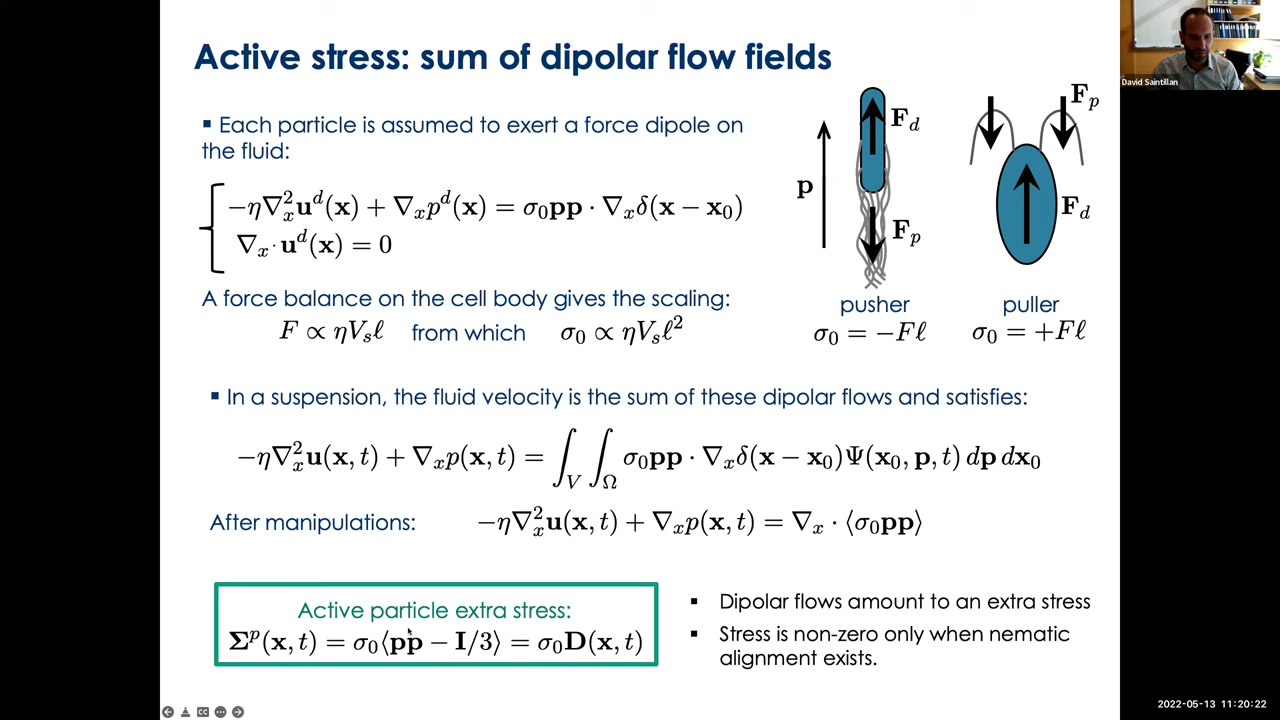 Active stress: sum of dipolar flow fields
▪ Each particle is assumed to exert a force dipole on
the fluid:
−η∇²ₓu^d(x) + ∇ₓp^d(x) = σ₀pp · ∇ₓδ(x − x₀)
∇ₓ· u^d(x) = 0
A force balance on the cell body gives the scaling:
F ∝ ηVₛℓ from which σ₀ ∝ ηVₛℓ²
p
F_d
F_p
pusher
σ₀ = −Fℓ
F_p
F_d
puller
σ₀ = +Fℓ
▪ In a suspension, the fluid velocity is the sum of these dipolar flows and satisfies:
−η∇²ₓu(x, t) + ∇ₓp(x, t) = ∫_V ∫_Ω σ₀pp · ∇ₓδ(x − x₀)Ψ(x₀, p, t) dp dx₀
After manipulations: −η∇²ₓu(x, t) + ∇ₓp(x, t) = ∇ₓ · ⟨σ₀pp⟩
Active particle extra stress:
Σ^p(x, t) = σ₀⟨pp − I/3⟩ = σ₀D(x, t)
▪ Dipolar flows amount to an extra stress
▪ Stress is non-zero only when nematic
alignment exists.
David Saintillan
CC
2022-05-13 11:20:22